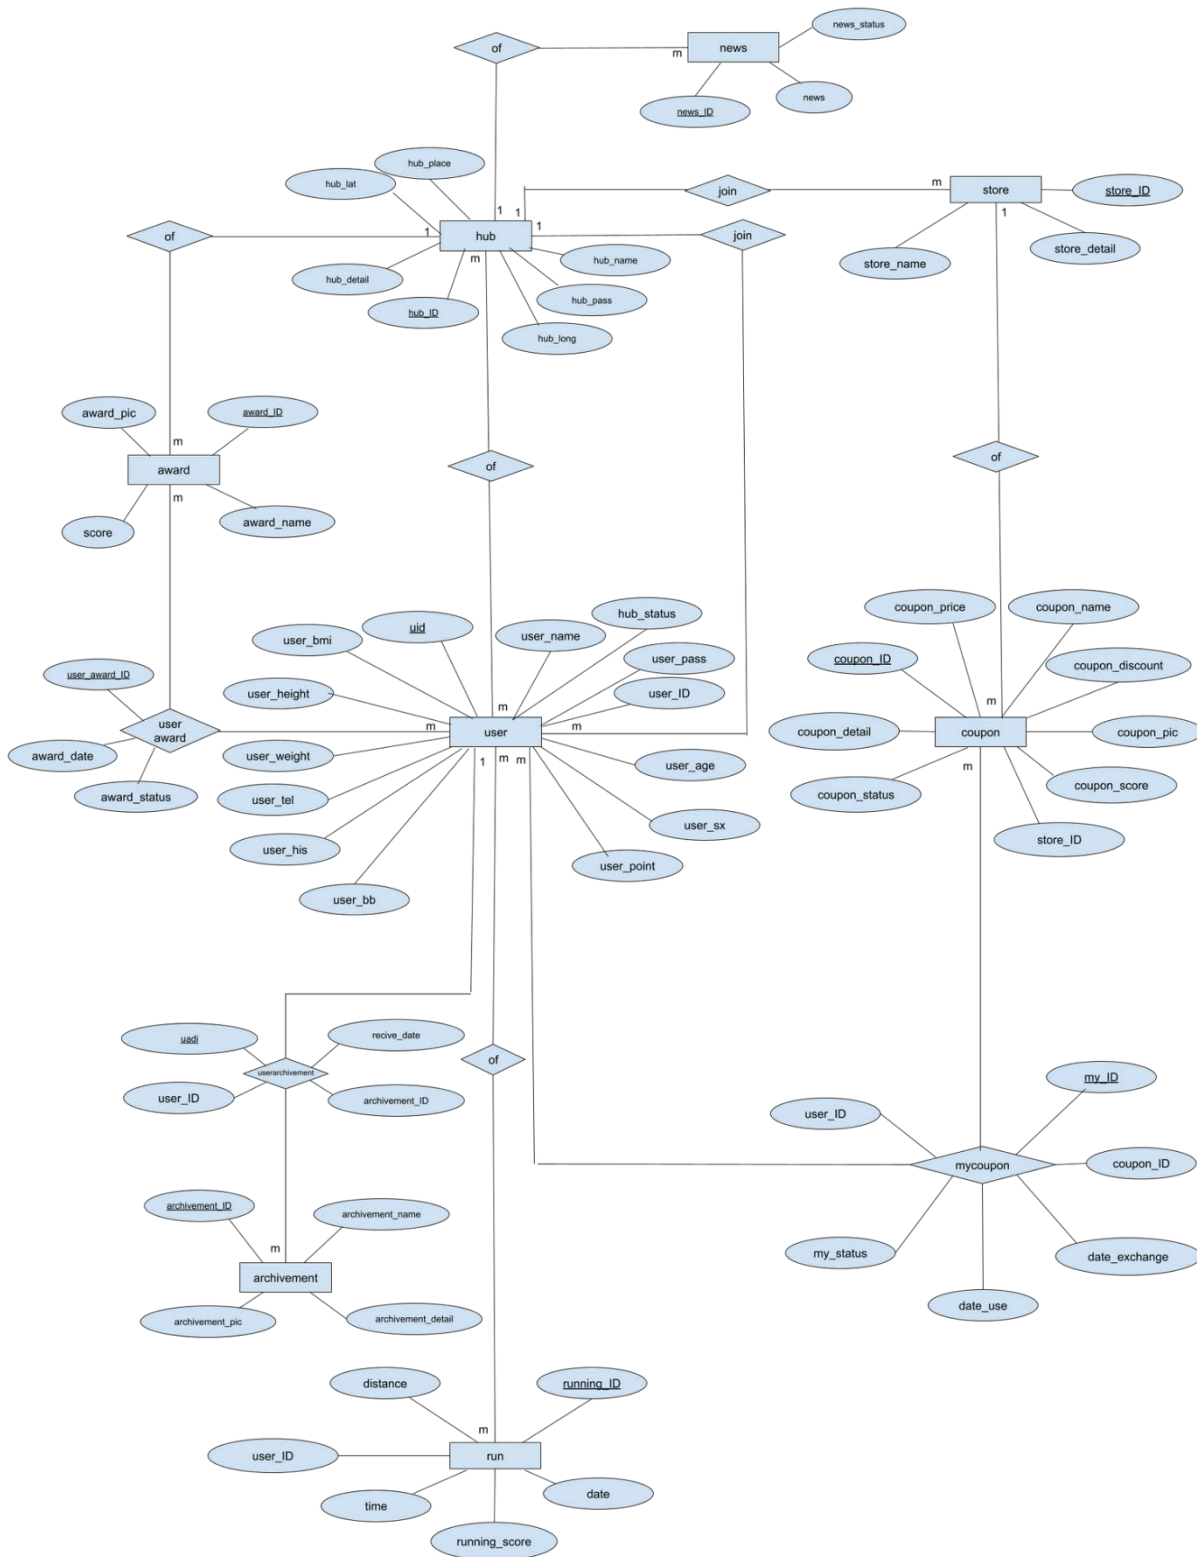 news_status
of
news
m
news_ID
news
hub_place
hub_lat
join
m
store
store_ID
1
1
1
1
1
of
hub
join
m
hub_detail
hub_name
store_name
store_detail
hub_ID
hub_pass
hub_long
award_pic
award_ID
m
of
of
award
m
score
award_name
hub_status
coupon_price
coupon_name
user_bmi
uid
user_name
user_pass
coupon_ID
coupon_discount
user_award_ID
user_height
user_ID
m
m
m
m
user
award
user
coupon_detail
coupon
coupon_pic
award_date
user_weight
1
m
m
user_age
m
award_status
user_tel
coupon_status
coupon_score
user_sx
user_his
store_ID
user_point
user_bb
uadi
recive_date
of
userarchivement
my_ID
user_ID
archivement_ID
user_ID
mycoupon
coupon_ID
archivement_ID
archivement_name
m
my_status
date_exchange
archivement
date_use
archivement_pic
archivement_detail
distance
running_ID
m
user_ID
run
time
date
running_score